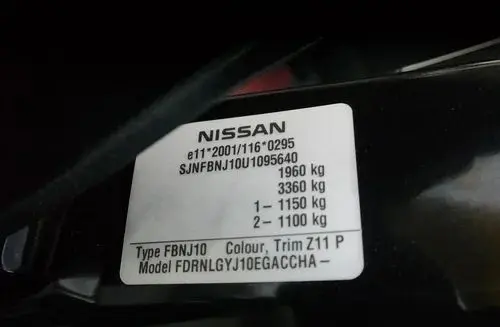 NISSAN
e11*2001/116*0295
SJNFBNJ10U1095640
1960 kg
3360 kg
1- 1150 kg
2- 1100 kg
Type FBNJ10 Colour, Trim Z11 P
Model FDRNLGYJ10EGACCHA-